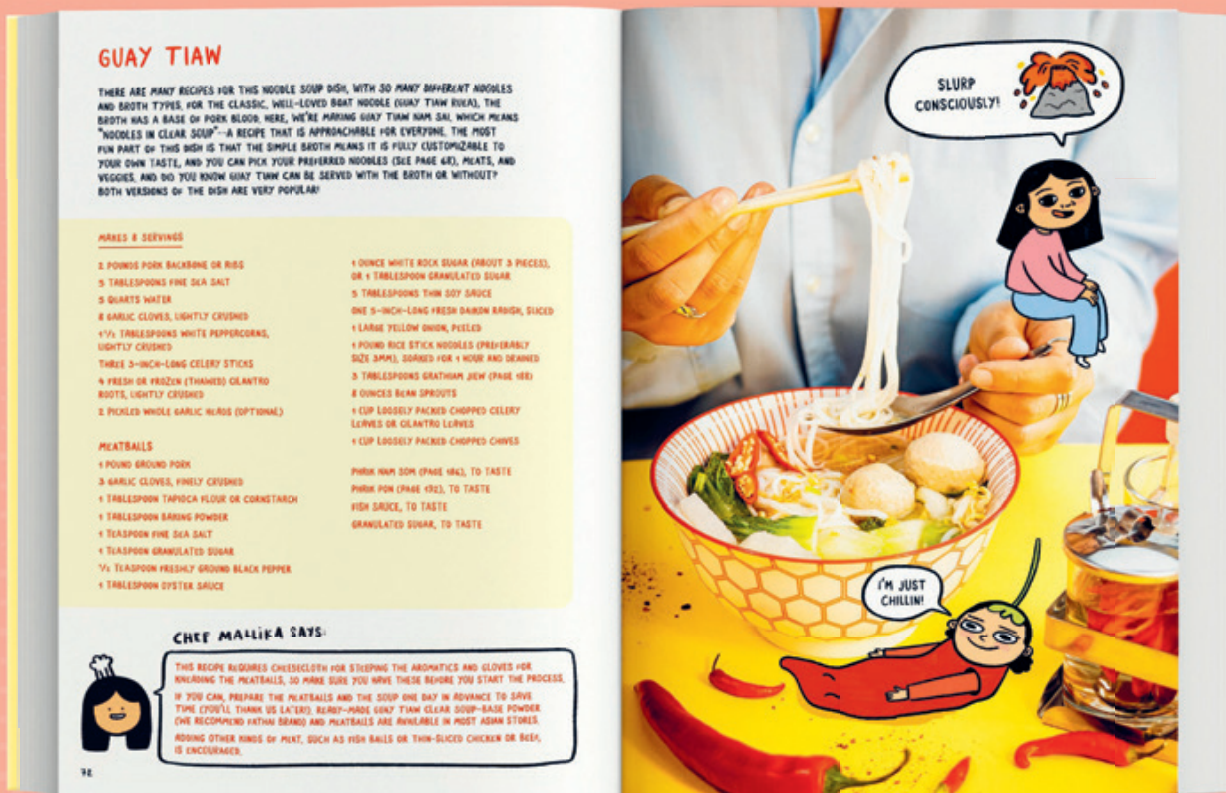 GUAY TIAW
THERE ARE MANY RECIPES FOR THIS NOODLE SOUP DISH, WITH SO MANY DIFFERENT NOODLES
AND BROTH TYPES. FOR THE CLASSIC, WELL-LOVED BOAT NOODLE (GUAY TIAW RUEA), THE
BROTH HAS A BASE OF PORK BLOOD. HERE, WE'RE MAKING GUAY TIAW NAM SAI, WHICH MEANS
"NOODLES IN CLEAR SOUP"—A RECIPE THAT IS APPROACHABLE FOR EVERYONE. THE MOST
FUN PART OF THIS DISH IS THAT THE SIMPLE BROTH MEANS IT IS FULLY CUSTOMIZABLE TO
YOUR OWN TASTE, AND YOU CAN PICK YOUR PREFERRED NOODLES (SEE PAGE 68), MEATS, AND
VEGGIES. AND DID YOU KNOW GUAY TIAW CAN BE SERVED WITH THE BROTH OR WITHOUT?
BOTH VERSIONS OF THE DISH ARE VERY POPULAR!
MAKES 8 SERVINGS
2 POUNDS PORK BACKBONE OR RIBS
5 TABLESPOONS FINE SEA SALT
5 QUARTS WATER
8 GARLIC CLOVES, LIGHTLY CRUSHED
1½ TABLESPOONS WHITE PEPPERCORNS,
LIGHTLY CRUSHED
THREE 3-INCH-LONG CELERY STICKS
4 FRESH OR FROZEN (THAWED) CILANTRO
ROOTS, LIGHTLY CRUSHED
2 PICKLED WHOLE GARLIC HEADS (OPTIONAL)
MEATBALLS
1 POUND GROUND PORK
3 GARLIC CLOVES, FINELY CRUSHED
1 TABLESPOON TAPIOCA FLOUR OR CORNSTARCH
1 TABLESPOON BAKING POWDER
1 TEASPOON FINE SEA SALT
1 TEASPOON GRANULATED SUGAR
½ TEASPOON FRESHLY GROUND BLACK PEPPER
1 TABLESPOON OYSTER SAUCE
1 OUNCE WHITE ROCK SUGAR (ABOUT 3 PIECES),
OR 1 TABLESPOON GRANULATED SUGAR
5 TABLESPOONS THIN SOY SAUCE
ONE 5-INCH-LONG FRESH DAIKON RADISH, SLICED
1 LARGE YELLOW ONION, PEELED
1 POUND RICE STICK NOODLES (PREFERABLY
SIZE 3MM), SOAKED FOR 1 HOUR AND DRAINED
3 TABLESPOONS GRATHIAM JIEW (PAGE 188)
8 OUNCES BEAN SPROUTS
1 CUP LOOSELY PACKED CHOPPED CELERY
LEAVES OR CILANTRO LEAVES
1 CUP LOOSELY PACKED CHOPPED CHIVES
PHRIK NAM SOM (PAGE 186), TO TASTE
PHRIK PON (PAGE 192), TO TASTE
FISH SAUCE, TO TASTE
GRANULATED SUGAR, TO TASTE
CHEF MALLIKA SAYS:
THIS RECIPE REQUIRES CHEESECLOTH FOR STEEPING THE AROMATICS AND GLOVES FOR
KNEADING THE MEATBALLS, SO MAKE SURE YOU HAVE THESE BEFORE YOU START THE PROCESS.
IF YOU CAN, PREPARE THE MEATBALLS AND THE SOUP ONE DAY IN ADVANCE TO SAVE
TIME (YOU'LL THANK US LATER!). READY-MADE GUAY TIAW CLEAR SOUP-BASE POWDER
(WE RECOMMEND FATHAI BRAND) AND MEATBALLS ARE AVAILABLE IN MOST ASIAN STORES.
ADDING OTHER KINDS OF MEAT, SUCH AS FISH BALLS OR THIN-SLICED CHICKEN OR BEEF,
IS ENCOURAGED.
72
SLURP
CONSCIOUSLY!
I'M JUST
CHILLIN!